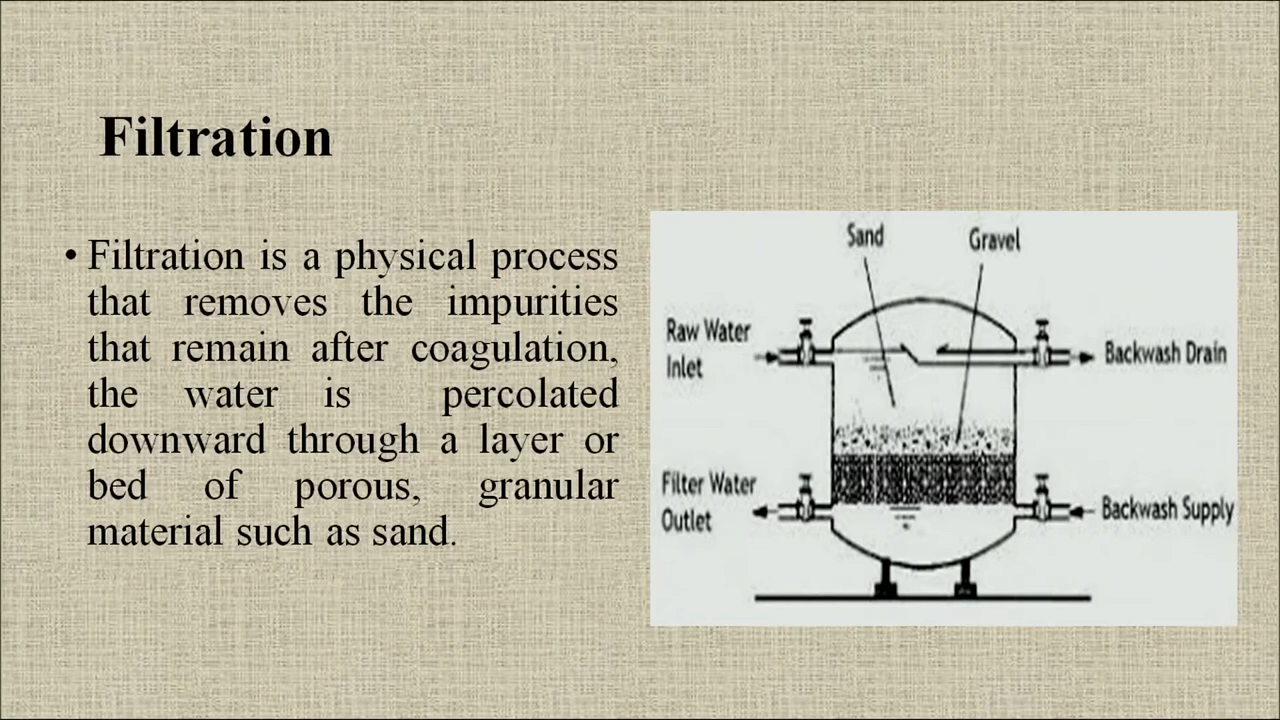 Filtration
• Filtration is a physical process
that removes the impurities
that remain after coagulation,
the water is percolated
downward through a layer or
bed of porous, granular
material such as sand.
Sand
Gravel
Raw Water
Inlet
Backwash Drain
Filter Water
Outlet
Backwash Supply